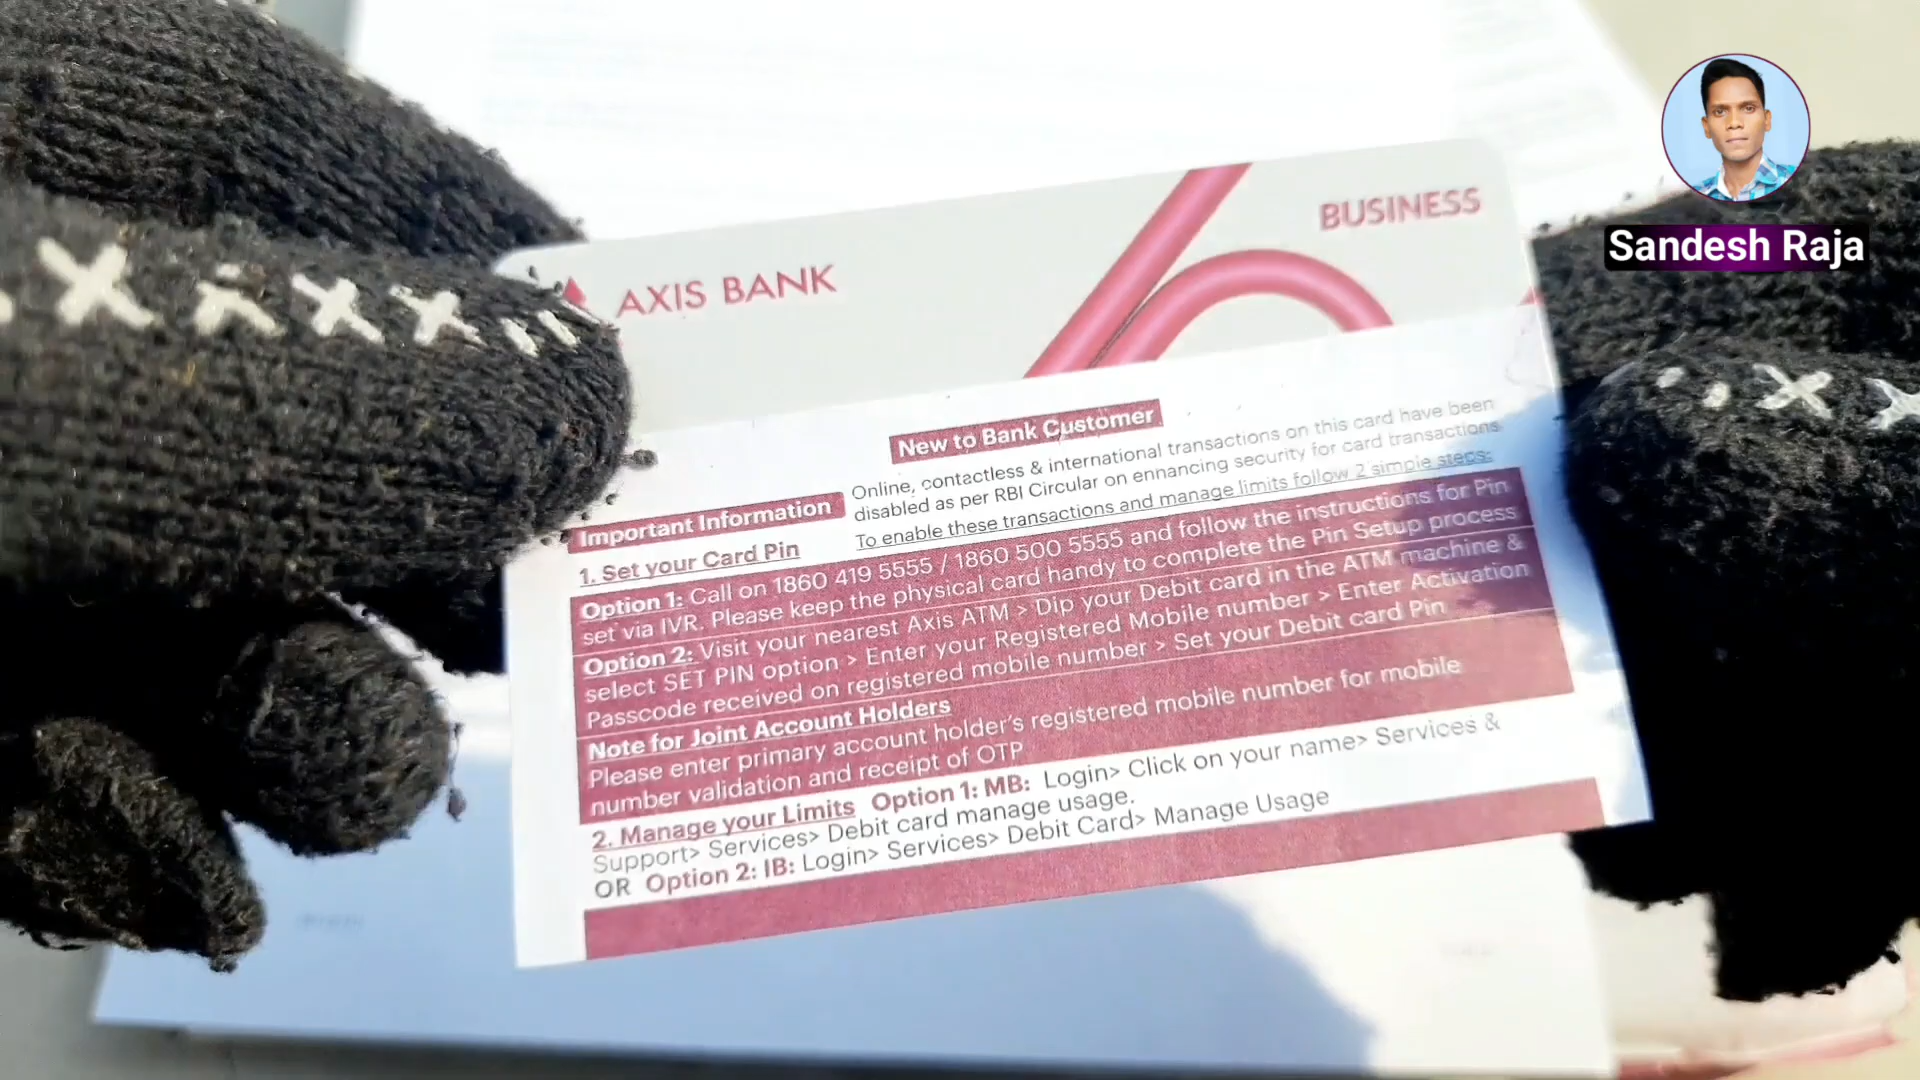 Sandesh Raja
AXIS BANK
BUSINESS
New to Bank Customer
Online, contactless & international transactions on this card have been
disabled as per RBI Circular on enhancing security for card transactions
To enable these transactions and manage limits follow 2 simple steps:
Important Information
1. Set your Card Pin
Option 1: Call on 1860 419 5555 / 1860 500 5555 and follow the instructions for Pin
set via IVR. Please keep the physical card handy to complete the Pin Setup process
Option 2: Visit your nearest Axis ATM > Dip your Debit card in the ATM machine &
select SET PIN option > Enter your Registered Mobile number > Enter Activation
Passcode received on registered mobile number > Set your Debit card Pin
Note for Joint Account Holders
Please enter primary account holder's registered mobile number for mobile
number validation and receipt of OTP
2. Manage your Limits Option 1: MB: Login> Click on your name> Services &
Support> Services> Debit card manage usage.
OR Option 2: IB: Login> Services> Debit Card> Manage Usage